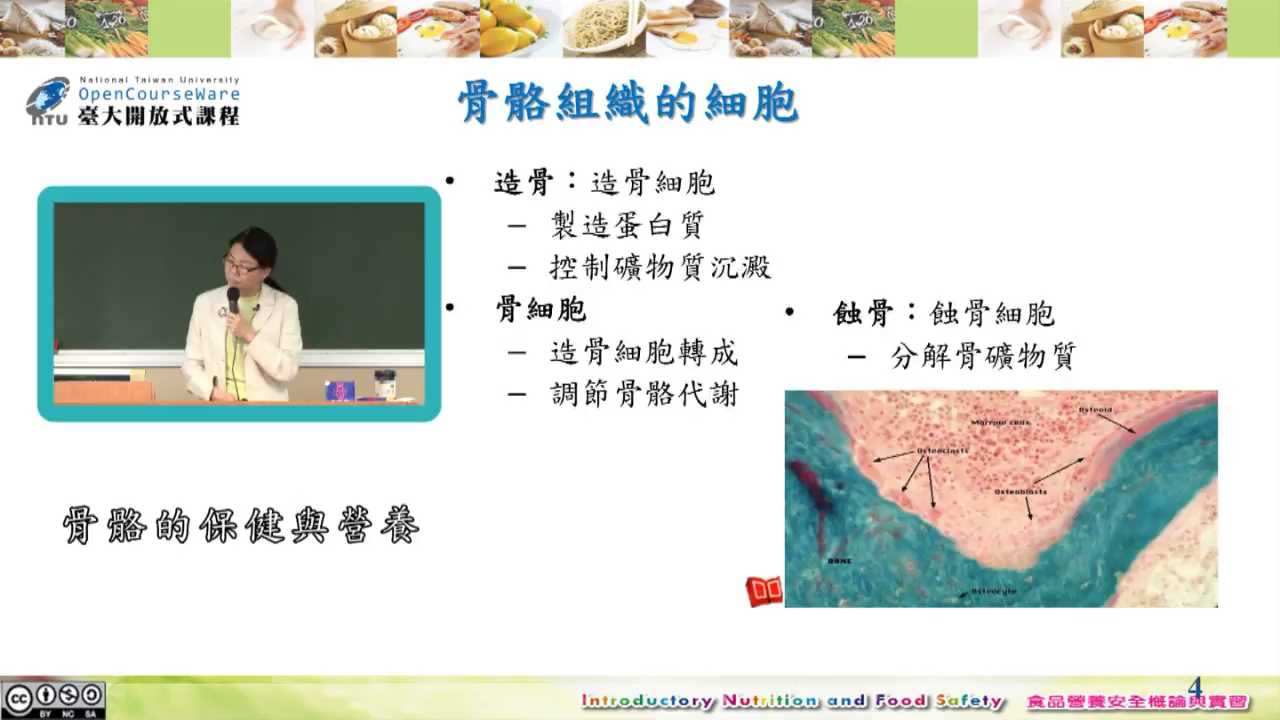 National Taiwan University
OpenCourseWare
NTU 臺大開放式課程
骨骼組織的細胞
• 造骨：造骨細胞
– 製造蛋白質
– 控制礦物質沉澱
• 骨細胞
– 造骨細胞轉成
– 調節骨骼代謝
• 蝕骨：蝕骨細胞
– 分解骨礦物質
Osteoid
Marrow cells
Osteoclasts
Osteoblasts
BONE
Osteocyte
骨骼的保健與營養
cc BY NC SA
Introductory Nutrition and Food Safety 食品營養安全概論與實習
4